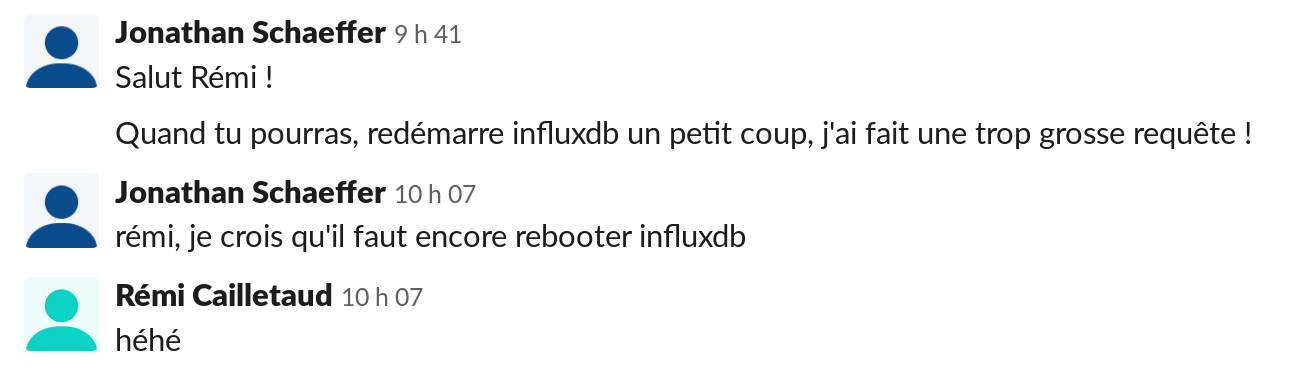 Jonathan Schaeffer 9 h 41
Salut Rémi !
Quand tu pourras, redémarre influxdb un petit coup, j'ai fait une trop grosse requête !
Jonathan Schaeffer 10 h 07
rémi, je crois qu'il faut encore rebooter influxdb
Rémi Cailletaud 10 h 07
héhé